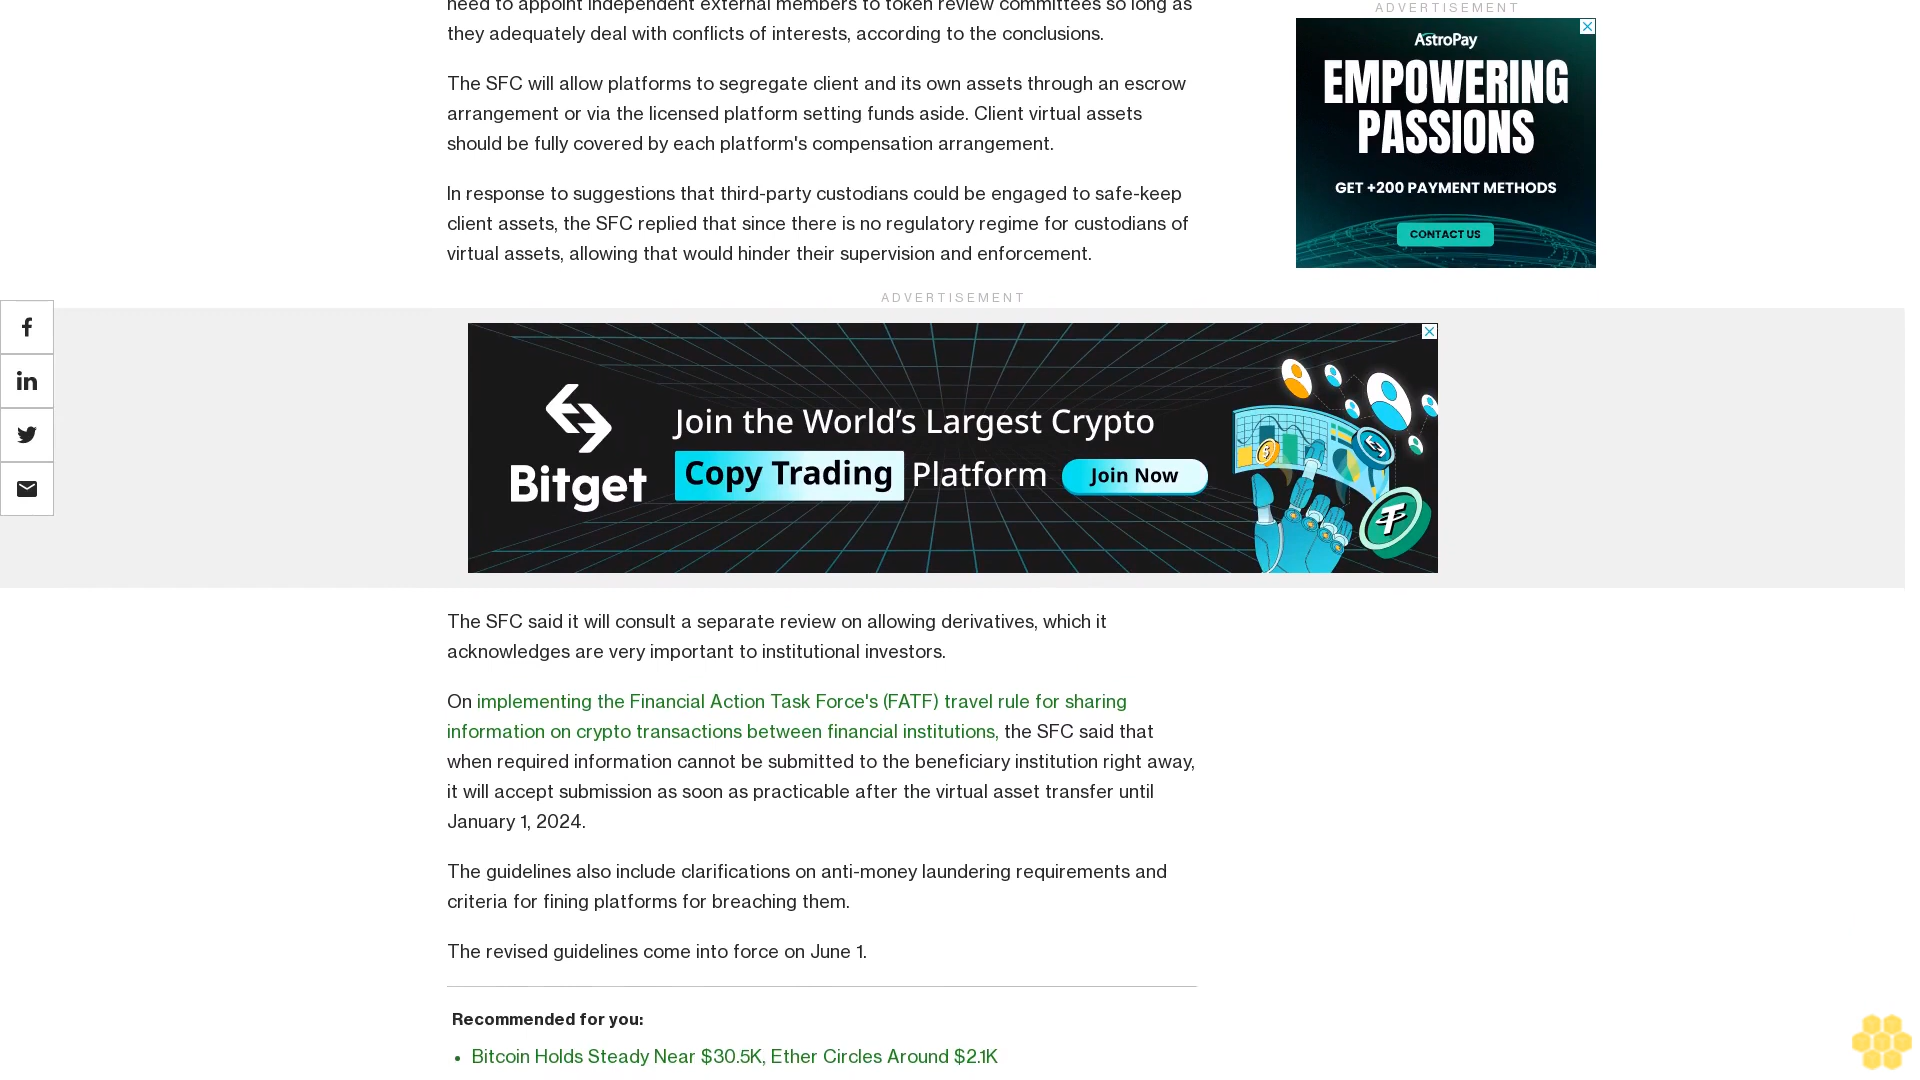 need to appoint independent external members to token review committees so long as
they adequately deal with conflicts of interests, according to the conclusions.
The SFC will allow platforms to segregate client and its own assets through an escrow
arrangement or via the licensed platform setting funds aside. Client virtual assets
should be fully covered by each platform's compensation arrangement.
In response to suggestions that third-party custodians could be engaged to safe-keep
client assets, the SFC replied that since there is no regulatory regime for custodians of
virtual assets, allowing that would hinder their supervision and enforcement.
ADVERTISEMENT
AstroPay
EMPOWERING
PASSIONS
GET +200 PAYMENT METHODS
CONTACT US
ADVERTISEMENT
Bitget
Join the World's Largest Crypto
Copy Trading Platform Join Now
The SFC said it will consult a separate review on allowing derivatives, which it
acknowledges are very important to institutional investors.
On implementing the Financial Action Task Force's (FATF) travel rule for sharing
information on crypto transactions between financial institutions, the SFC said that
when required information cannot be submitted to the beneficiary institution right away,
it will accept submission as soon as practicable after the virtual asset transfer until
January 1, 2024.
The guidelines also include clarifications on anti-money laundering requirements and
criteria for fining platforms for breaching them.
The revised guidelines come into force on June 1.
Recommended for you:
• Bitcoin Holds Steady Near $30.5K, Ether Circles Around $2.1K